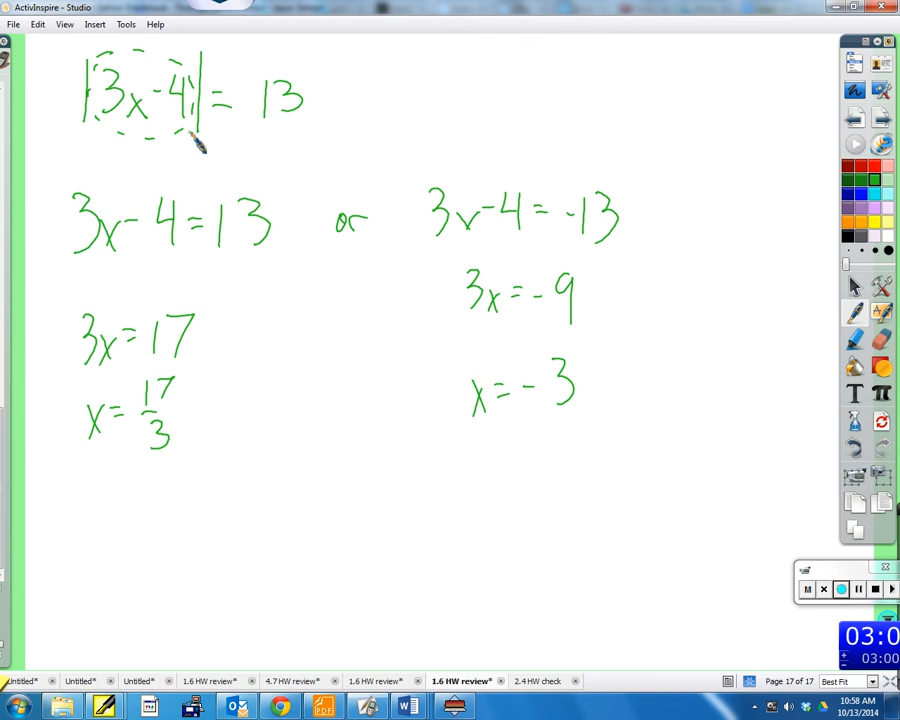 ActivInspire - Studio
File Edit View Insert Tools Help
|3x-4| = 13
3x-4=13 or 3x-4=-13
3x=-9
3x=17
x=-3
x=17/3
M
03:0
03:00
Untitled* Untitled* Untitled* 1.6 HW review* 4.7 HW review* 1.6 HW review* 1.6 HW review* 2.4 HW check Page 17 of 17 Best Fit
10:58 AM
10/13/2014